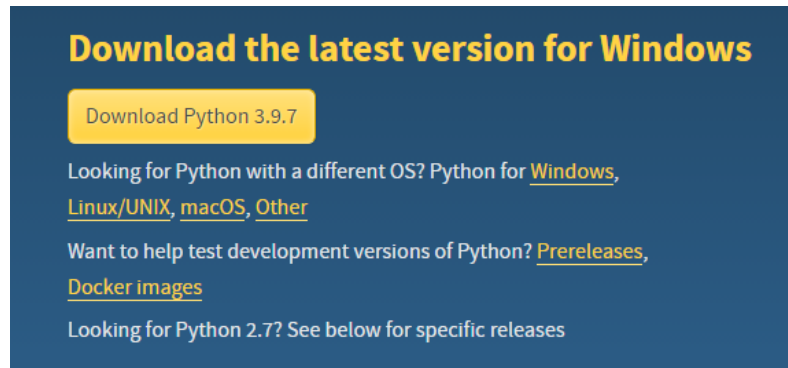 Download the latest version for Windows
Download Python 3.9.7
Looking for Python with a different OS? Python for Windows,
Linux/UNIX, macOS, Other
Want to help test development versions of Python? Prereleases,
Docker images
Looking for Python 2.7? See below for specific releases